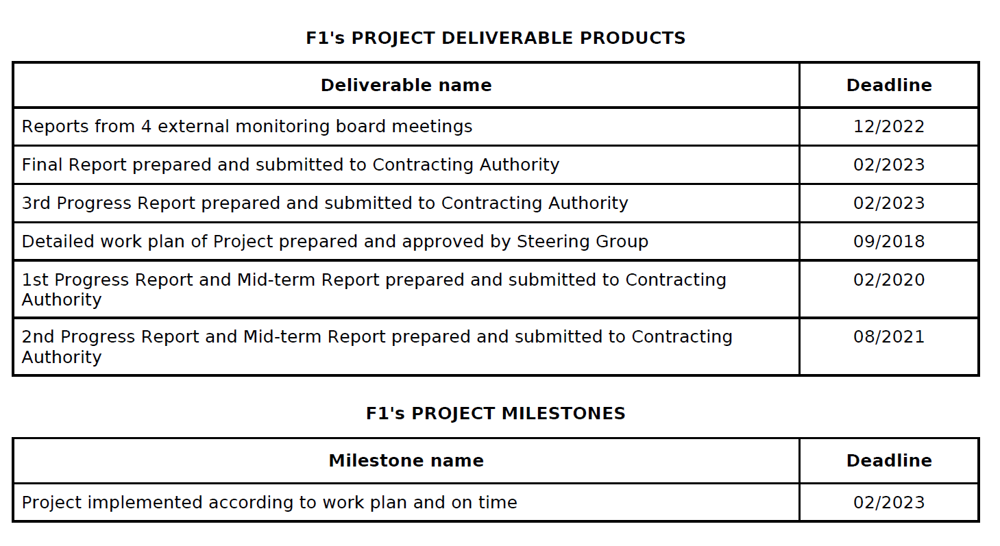 F1's PROJECT DELIVERABLE PRODUCTS
Deliverable name Deadline
Reports from 4 external monitoring board meetings 12/2022
Final Report prepared and submitted to Contracting Authority 02/2023
3rd Progress Report prepared and submitted to Contracting Authority 02/2023
Detailed work plan of Project prepared and approved by Steering Group 09/2018
1st Progress Report and Mid-term Report prepared and submitted to Contracting 02/2020
Authority
2nd Progress Report and Mid-term Report prepared and submitted to Contracting 08/2021
Authority
F1's PROJECT MILESTONES
Milestone name Deadline
Project implemented according to work plan and on time 02/2023